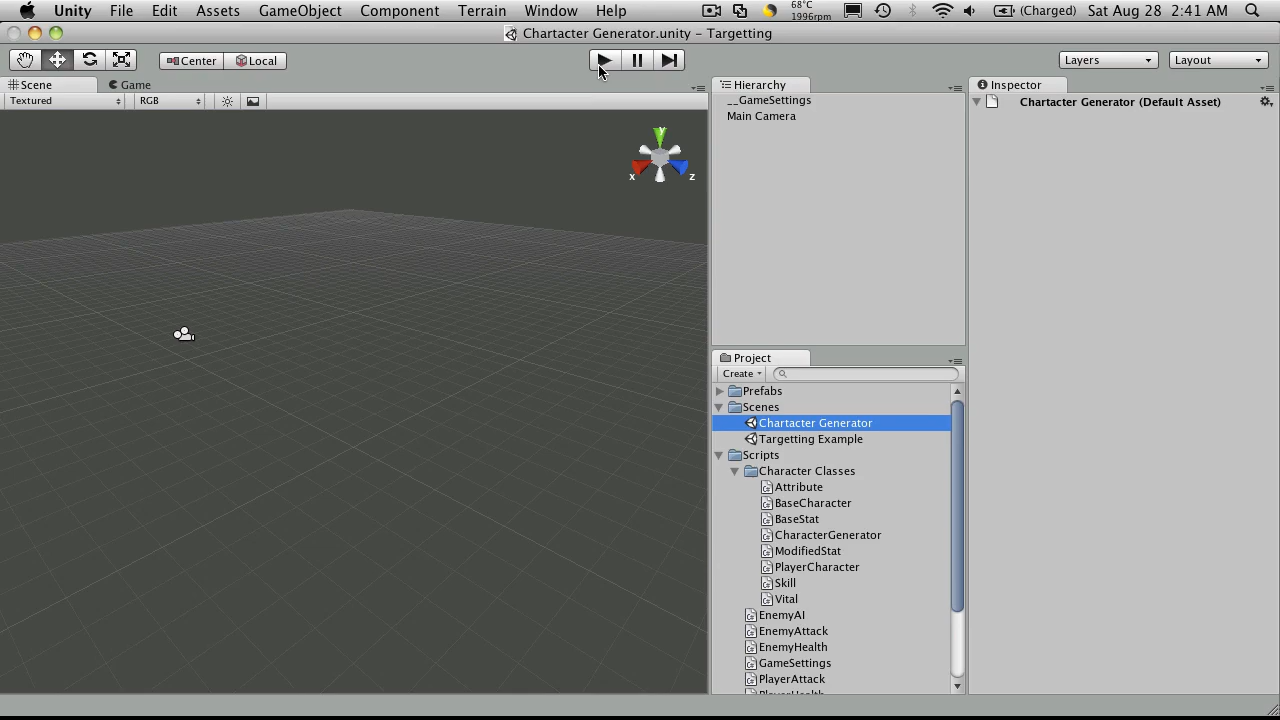 Unity File Edit Assets GameObject Component Terrain Window Help 68°C 1996rpm (Charged) Sat Aug 28 2:41 AM
Chartacter Generator.unity – Targetting
Center Local Layers Layout
Scene Game Hierarchy Inspector
Textured RGB
__GameSettings
Chartacter Generator (Default Asset)
Main Camera
y
x z
Project
Create
Prefabs
Scenes
Chartacter Generator
Targetting Example
Scripts
Character Classes
Attribute
BaseCharacter
BaseStat
CharacterGenerator
ModifiedStat
PlayerCharacter
Skill
Vital
EnemyAI
EnemyAttack
EnemyHealth
GameSettings
PlayerAttack
PlayerHealth